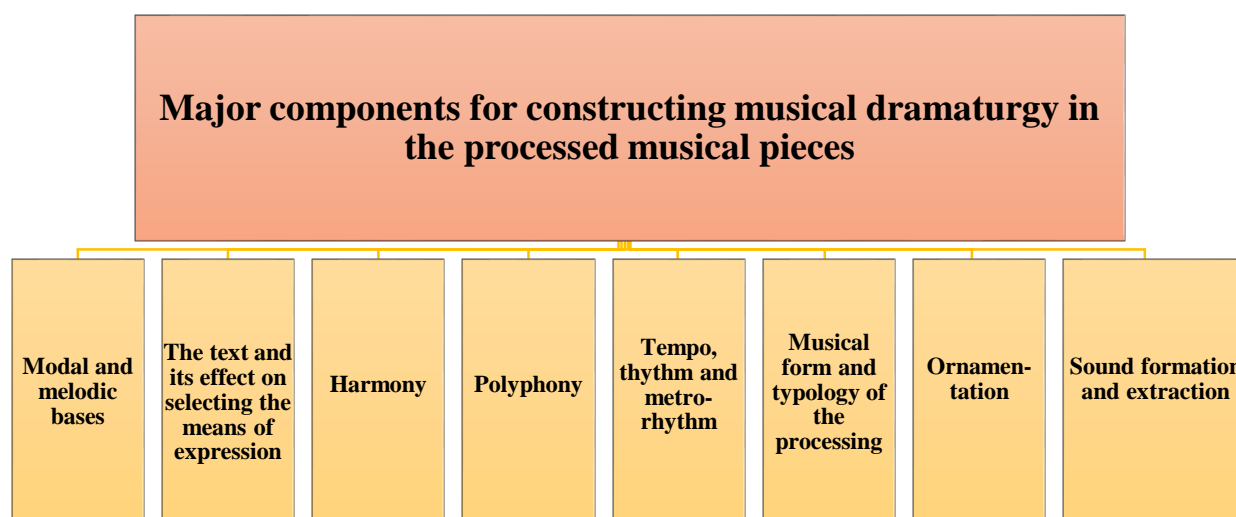 Major components for constructing musical dramaturgy in
the processed musical pieces
Modal and
melodic
bases
The text and
its effect on
selecting the
means of
expression
Harmony
Polyphony
Tempo,
thythm and
metro-
rhythm
Musical
form and
typology of
the
processing
Ornamen-
tation
Sound formation
and extraction